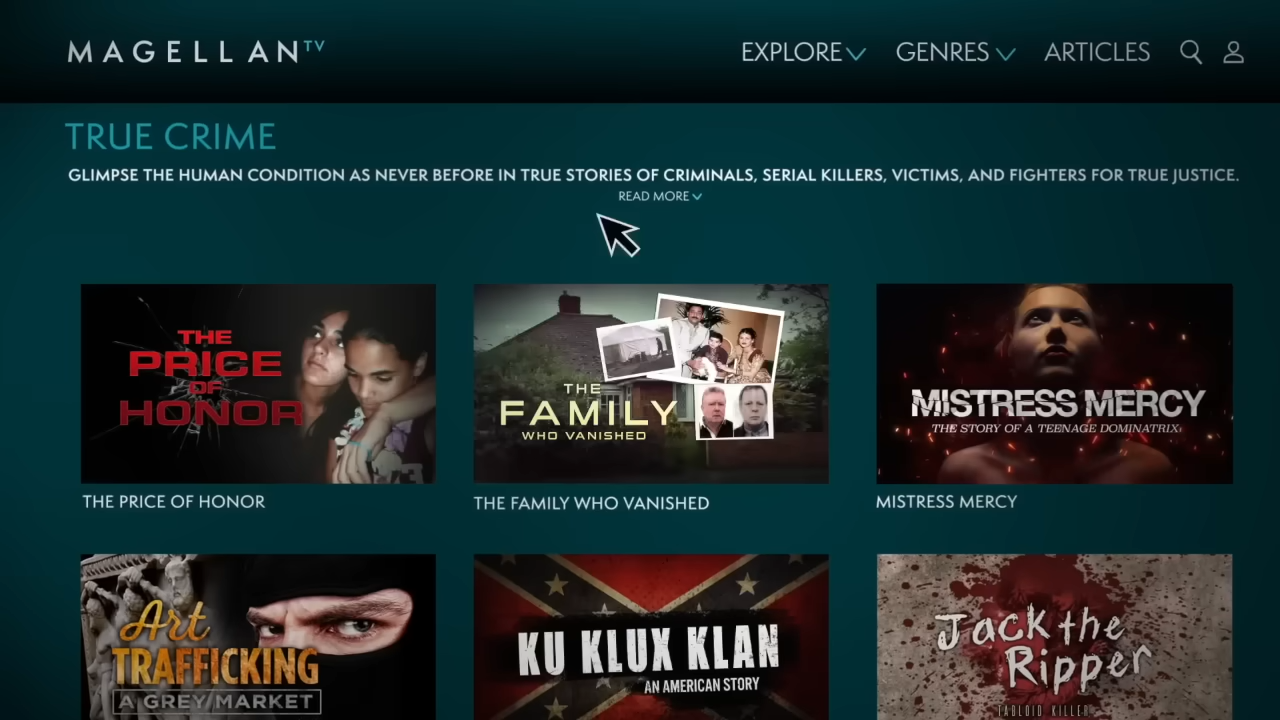 MAGELLANTV
EXPLORE GENRES ARTICLES
TRUE CRIME
GLIMPSE THE HUMAN CONDITION AS NEVER BEFORE IN TRUE STORIES OF CRIMINALS, SERIAL KILLERS, VICTIMS, AND FIGHTERS FOR TRUE JUSTICE.
READ MORE
THE
PRICE
OF
HONOR
THE PRICE OF HONOR
THE
FAMILY
WHO VANISHED
THE FAMILY WHO VANISHED
MISTRESS MERCY
THE STORY OF A TEENAGE DOMINATRIX
MISTRESS MERCY
Art
TRAFFICKING
A GREY MARKET
KU KLUX KLAN
AN AMERICAN STORY
Jack the
Ripper
TABLOID KILLER